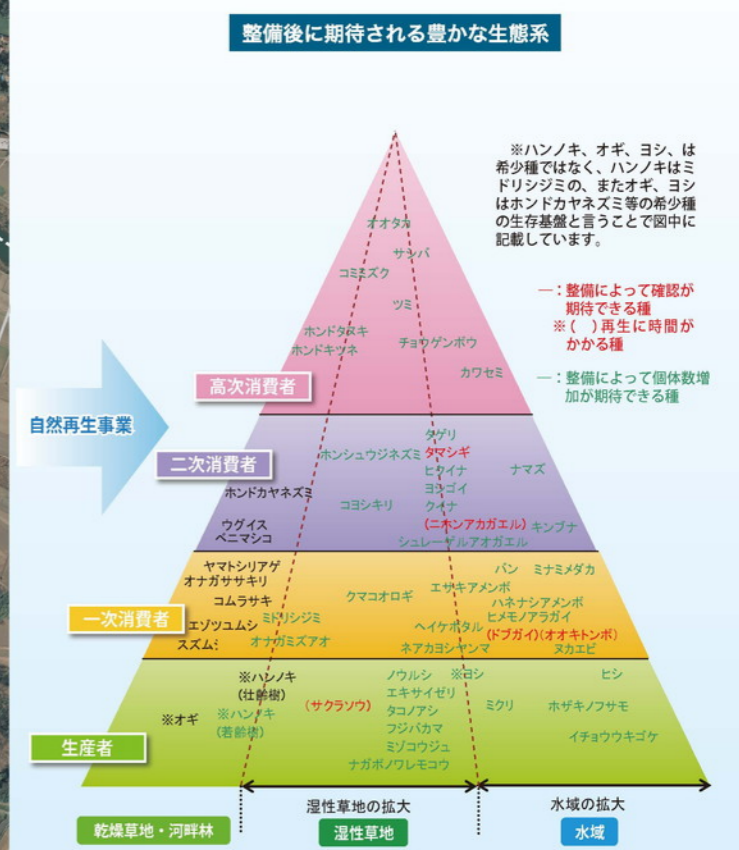 整備後に期待される豊かな生態系
※ハンノキ、オギ、ヨシ、は
希少種ではなく、ハンノキはミ
ドリシジミの、またオギ、ヨシ
はホンドカヤネズミ等の希少種
の生存基盤と言うことで図中に
記載しています。
―：整備によって確認が
期待できる種
※(　)再生に時間が
かかる種
―：整備によって個体数増
加が期待できる種
自然再生事業
高次消費者
オオタカ
サシバ
コミミズク
ツミ
ホンドタヌキ
ホンドキツネ
チョウゲンボウ
カワセミ
二次消費者
ホンドカヤネズミ
ウグイス
ベニマシコ
ホンシュウジネズミ
コヨシキリ
タゲリ
タマシギ
ヒクイナ
ヨシゴイ
クイナ
(ニホンアカガエル)
シュレーゲルアオガエル
ナマズ
キンブナ
一次消費者
ヤマトシリアゲ
オナガササキリ
コムラサキ
エゾツユムシ
スズムシ
ミドリシジミ
オナガミズアオ
クマコオロギ
エサキアメンボ
ヘイケボタル
ネアカヨシヤンマ
バン
ミナミメダカ
ハネナシアメンボ
ヒメモノアラガイ
(ドブガイ)(オオキトンボ)
ヌカエビ
生産者
※オギ
※ハンノキ
(壮齢樹)
※ハンノキ
(若齢樹)
(サクラソウ)
ノウルシ
エキサイゼリ
タコノアシ
フジバカマ
ミゾコウジュ
ナガボノワレモコウ
※ヨシ
ミクリ
ヒシ
ホザキノフサモ
イチョウウキゴケ
湿性草地の拡大
水域の拡大
乾燥草地・河畔林
湿性草地
水域